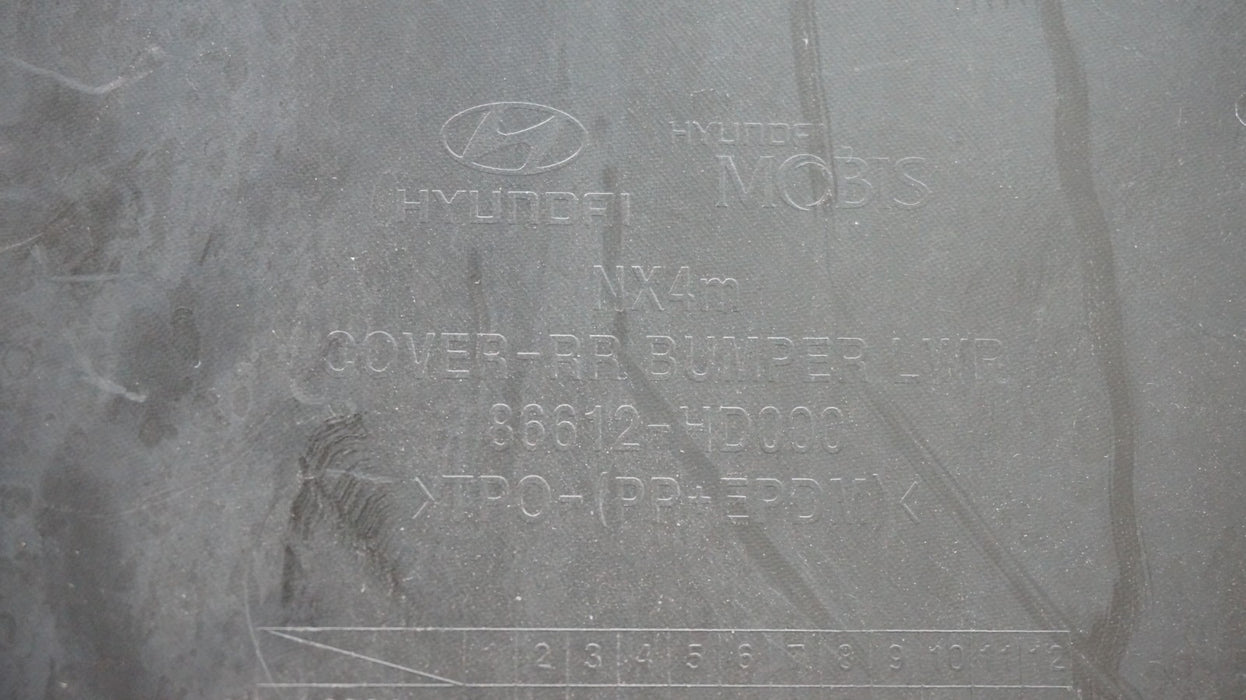 HYUNDAI
HYUNDAI
MOBIS
NX4m
COVER-RR BUMPER LWR
86612-HD000
>TPO-(PP+EPDM)<
1 2 3 4 5 6 7 8 9 10 11 12